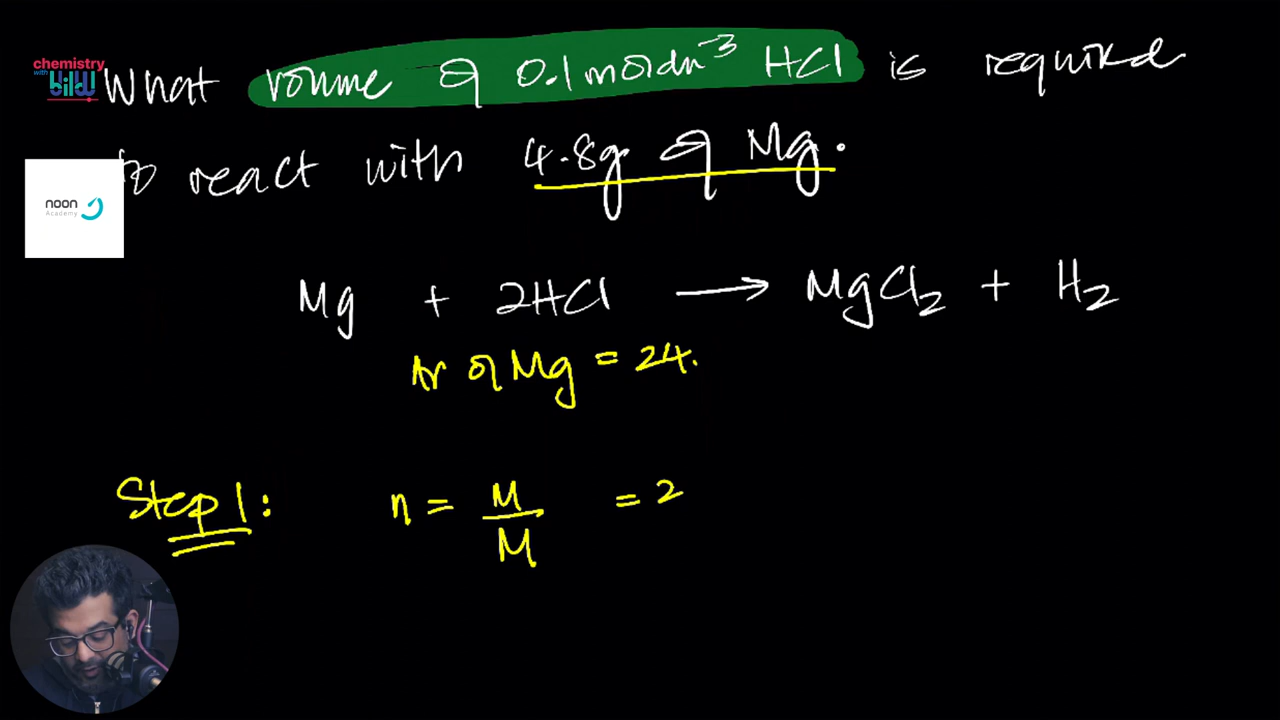 chemistry
with
bildu
What volume of 0.1moldm⁻³ HCl is required
to react with 4.8g of Mg.
noon
Academy
Mg + 2HCl → MgCl₂ + H₂
Ar of Mg = 24.
Step 1: n = M/M = 2